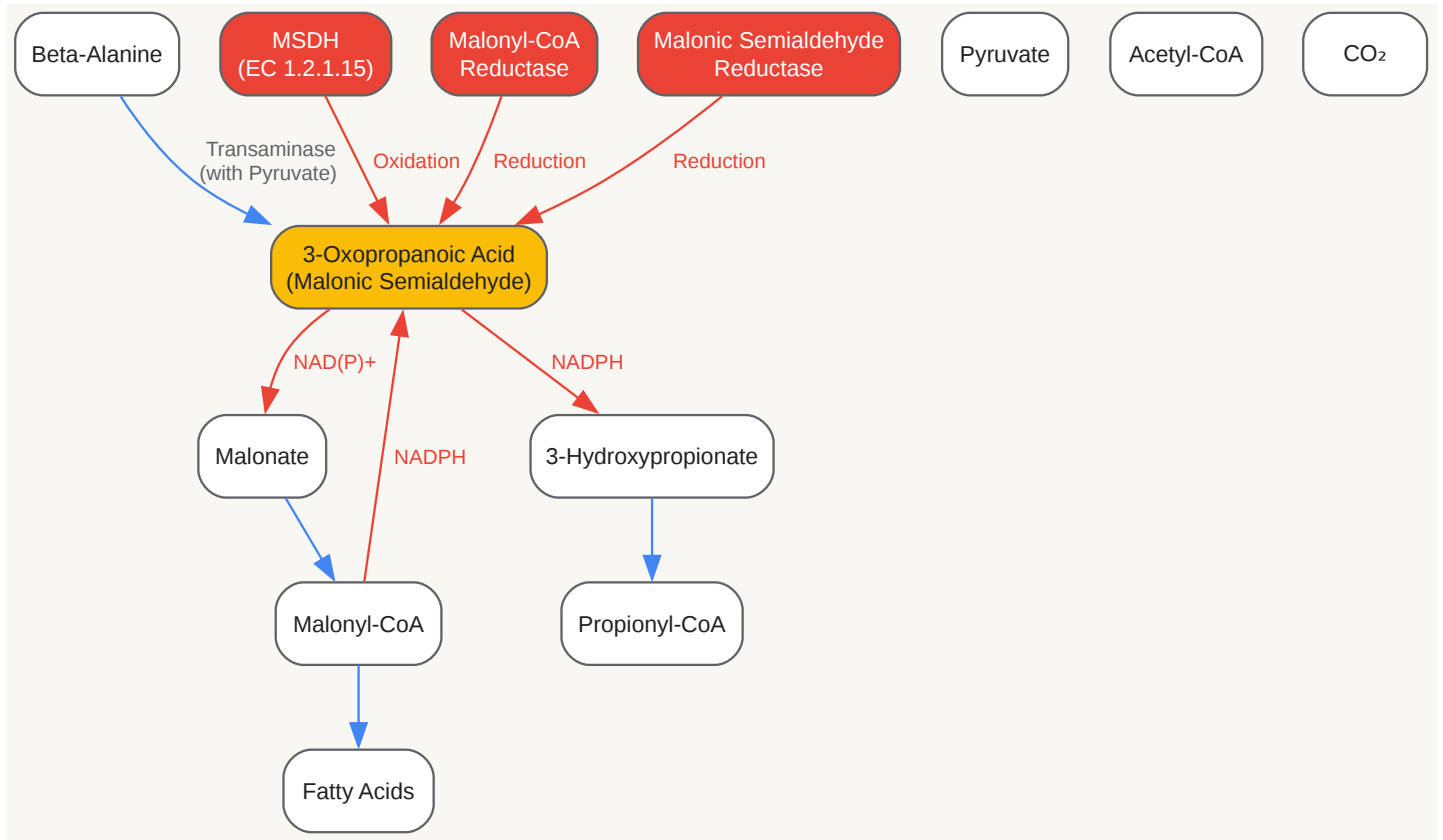 Beta-Alanine
MSDH
(EC 1.2.1.15)
Malonyl-CoA
Reductase
Malonic Semialdehyde
Reductase
Pyruvate
Acetyl-CoA
CO₂
Transaminase
(with Pyruvate)
Oxidation
Reduction
Reduction
3-Oxopropanoic Acid
(Malonic Semialdehyde)
NAD(P)+
NADPH
NADPH
Malonate
3-Hydroxypropionate
Malonyl-CoA
Propionyl-CoA
Fatty Acids